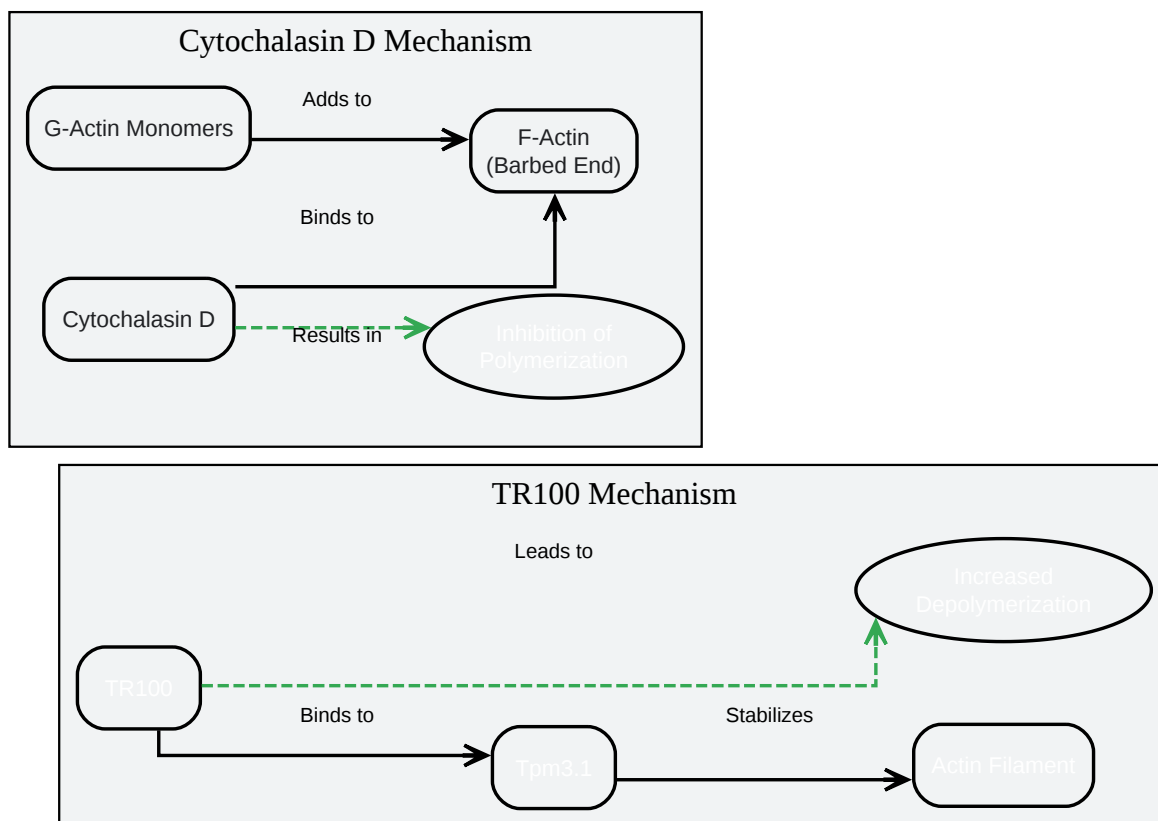 Cytochalasin D Mechanism
Adds to
G-Actin Monomers
F-Actin
(Barbed End)
Binds to
Cytochalasin D
Results in
Inhibition of
Polymerization
TR100 Mechanism
Leads to
Increased
Depolymerization
TR100
Binds to
Stabilizes
Tpm3.1
Actin Filament